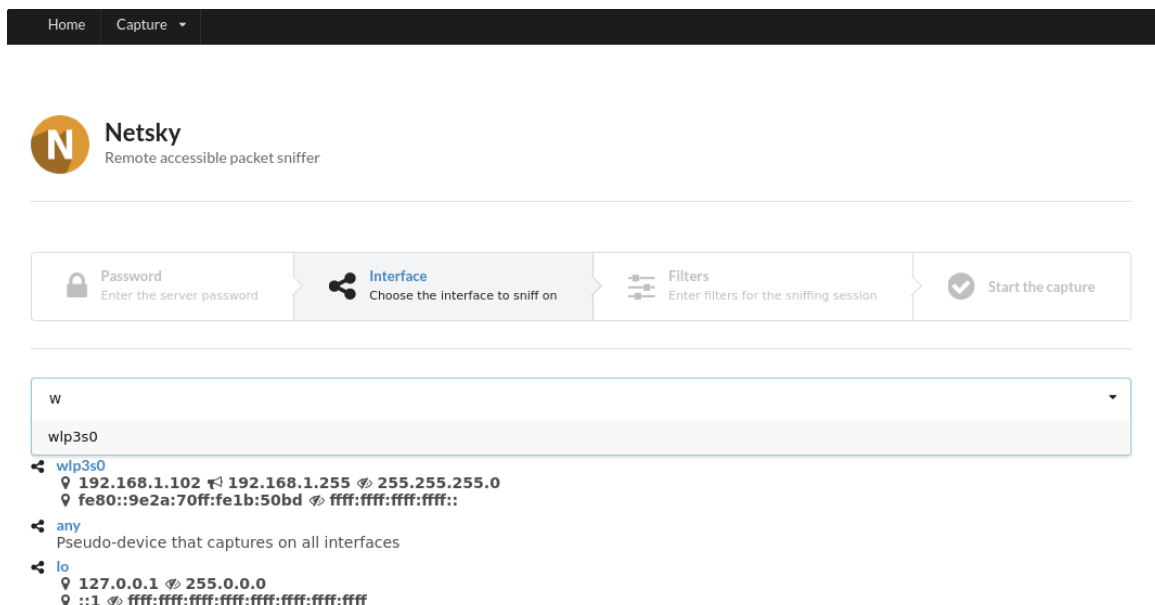 Home Capture
N
Netsky
Remote accessible packet sniffer
Password
Enter the server password
Interface
Choose the interface to sniff on
Filters
Enter filters for the sniffing session
Start the capture
w
wlp3s0
wlp3s0
192.168.1.102 192.168.1.255 255.255.255.0
fe80::9e2a:70ff:fe1b:50bd ffff:ffff:ffff:ffff::
any
Pseudo-device that captures on all interfaces
lo
127.0.0.1 255.0.0.0
::1 ffff:ffff:ffff:ffff:ffff:ffff:ffff:ffff